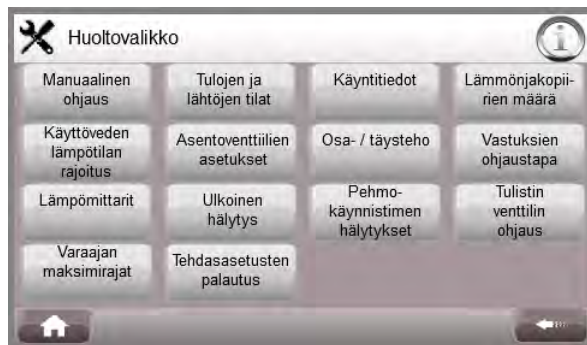 Huoltovalikko
Manuaalinen
ohjaus
Tulojen ja
lähtöjen tilat
Käyntitiedot
Lämmönjakopii-
rien määrä
Käyttöveden
lämpötilan
rajoitus
Asentoventtiilien
asetukset
Osa- / täysteho
Vastuksien
ohjaustapa
Lämpömittarit
Ulkoinen
hälytys
Pehmo-
käynnistimen
hälytykset
Tulistin
venttilin
ohjaus
Varaajan
maksimirajat
Tehdasasetusten
palautus